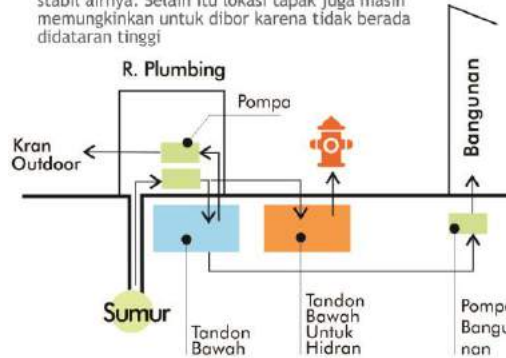 stabil airnya. Selain itu lokasi tapak juga masih
memungkinkan untuk dibor karena tidak berada
didataran tinggi
R. Plumbing
Pompa
Kran
Outdoor
Bangunan
Sumur
Tandon
Bawah
Tandon
Bawah
Untuk
Hidran
Pompa
Bangu
nan